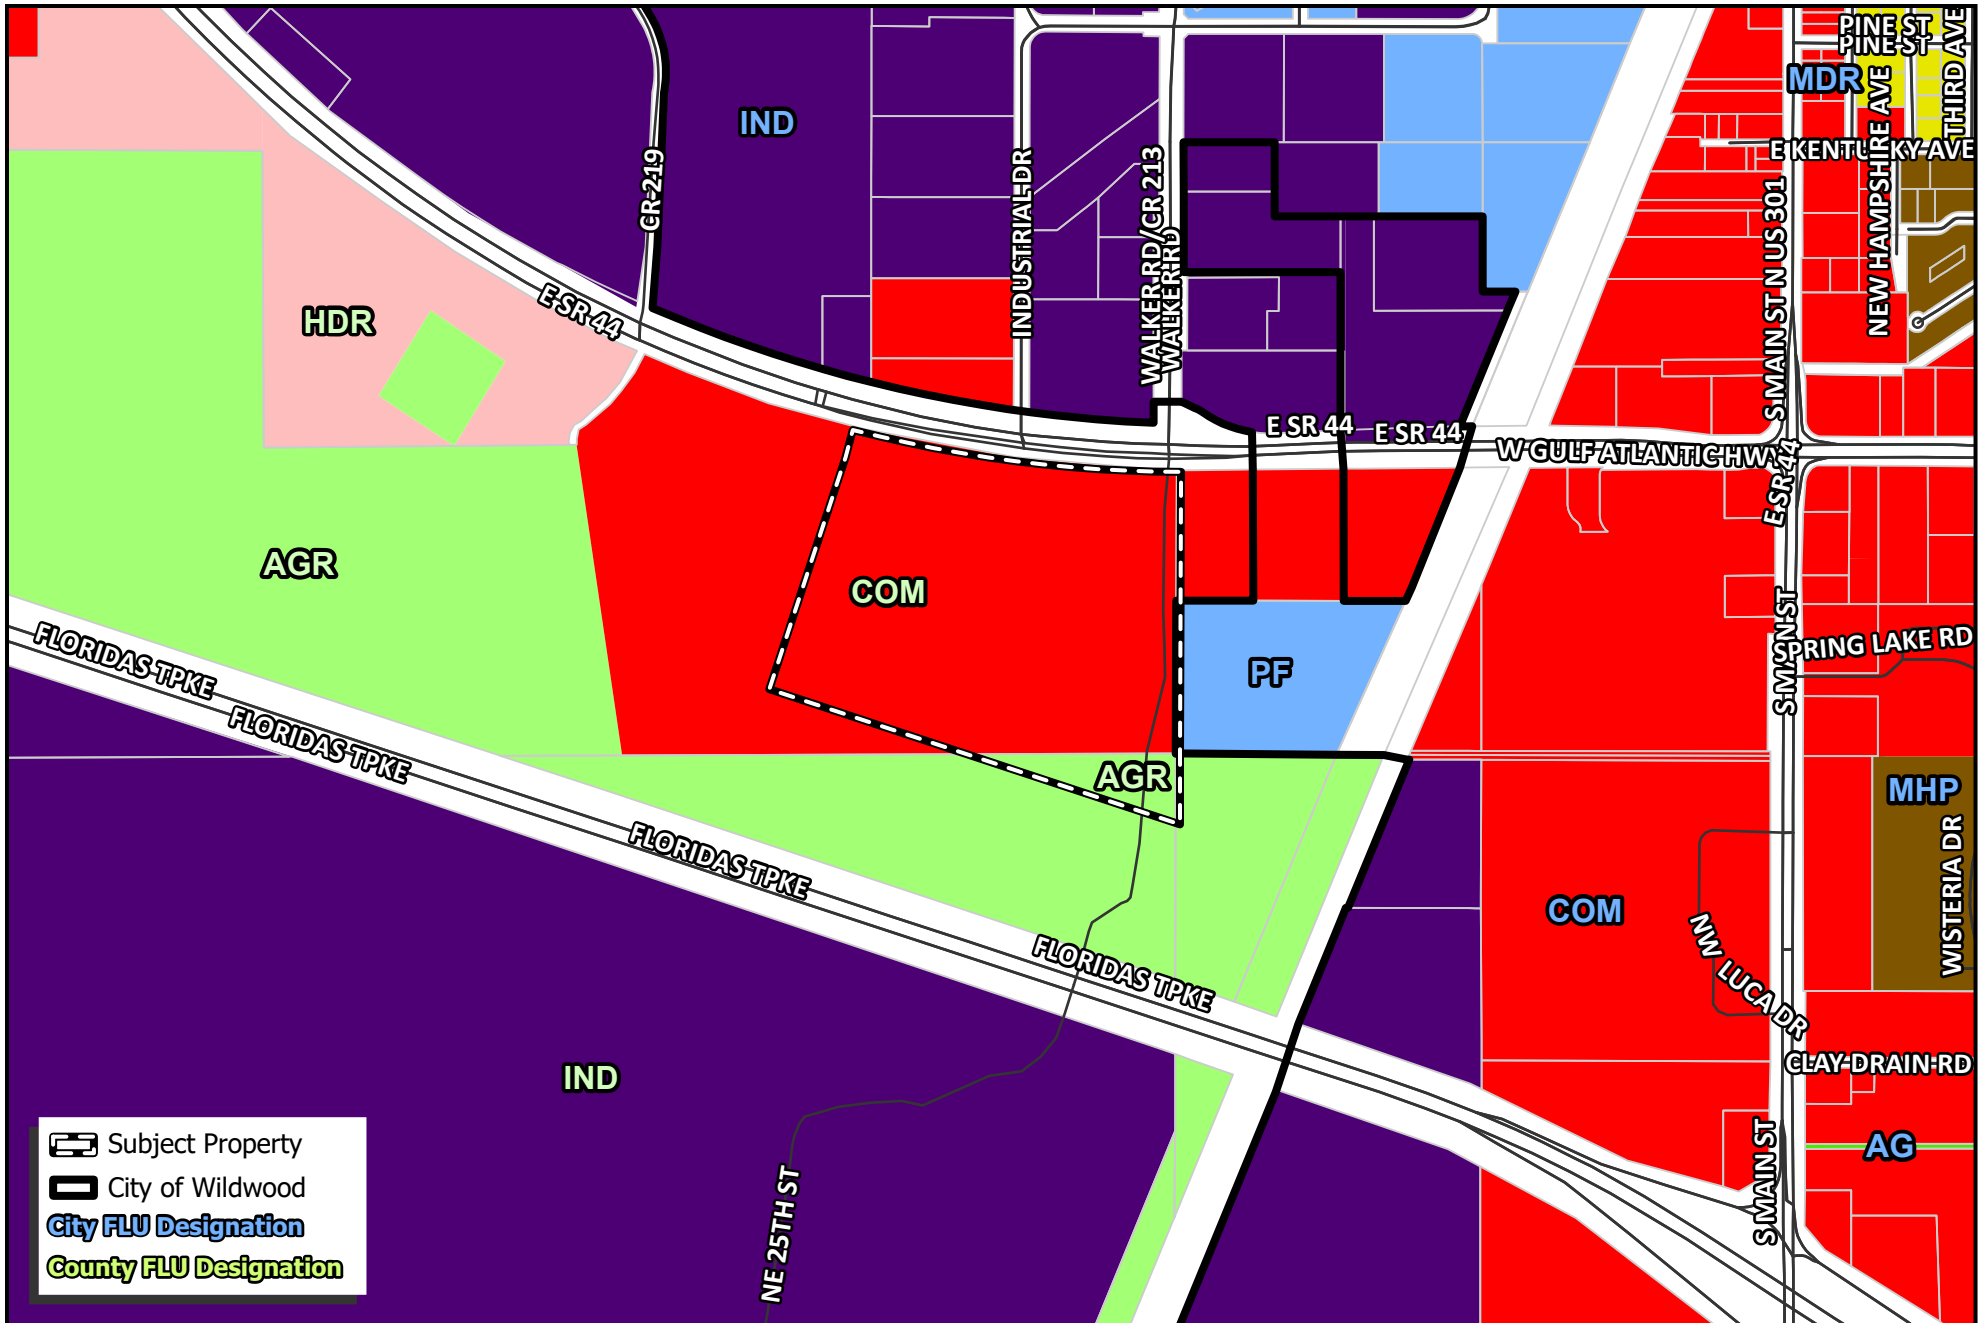 PINE ST
PINE ST
THIRD AVE
MDR
IND
NEW HAMPSHIRE AVE
E KENTUCKY AVE
CR 219
INDUSTRIAL DR
WALKER RD/CR 213
WALKER RD
S MAIN ST N US 301
HDR
E SR 44
E SR 44
E SR 44
W GULF ATLANTIC HWY
E SR 44
AGR
COM
PF
SPRING LAKE RD
S MAIN ST
FLORIDAS TPKE
FLORIDAS TPKE
AGR
MHP
FLORIDAS TPKE
WISTERIA DR
COM
NW LUCA DR
FLORIDAS TPKE
CLAY DRAIN RD
IND
AG
S MAIN ST
NE 25TH ST
Subject Property
City of Wildwood
City FLU Designation
County FLU Designation